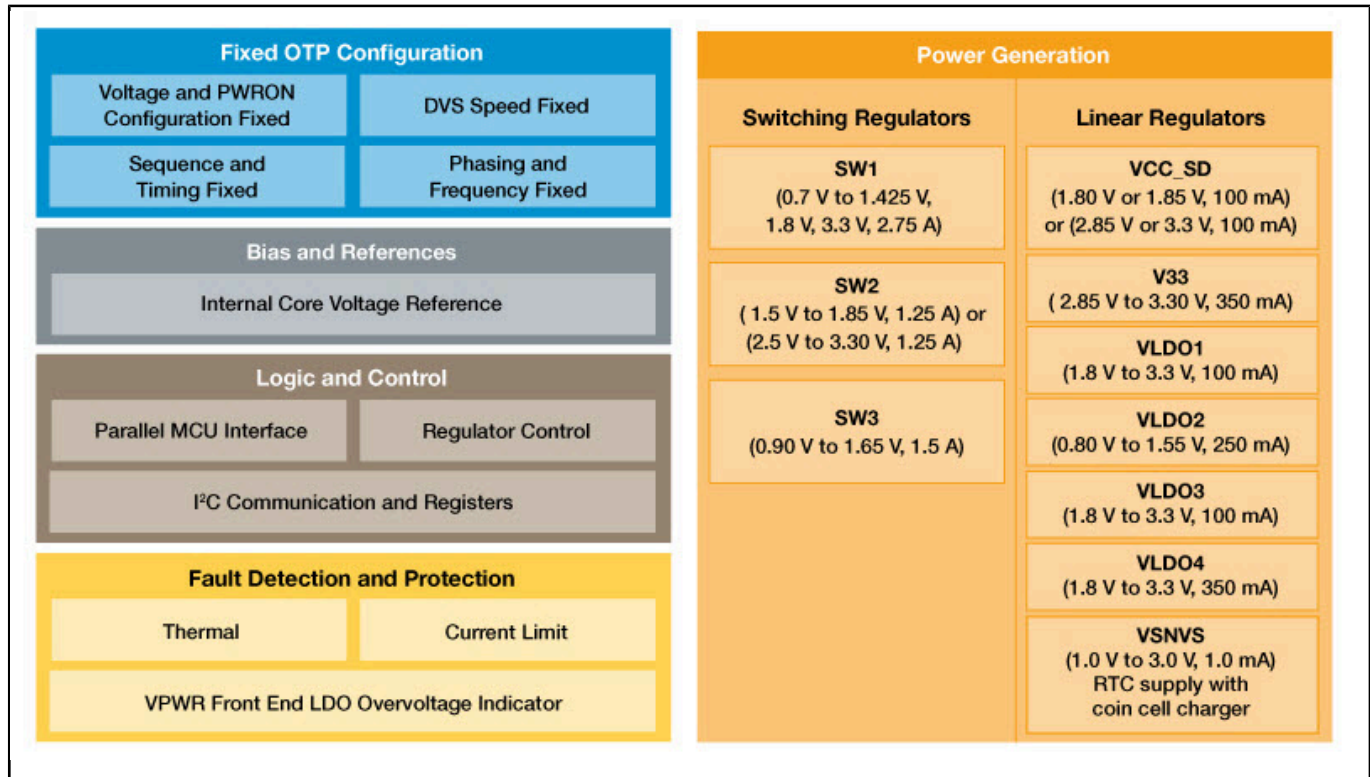 Fixed OTP Configuration
Voltage and PWRON
Configuration Fixed
DVS Speed Fixed
Sequence and
Timing Fixed
Phasing and
Frequency Fixed
Bias and References
Internal Core Voltage Reference
Logic and Control
Parallel MCU Interface
Regulator Control
I²C Communication and Registers
Fault Detection and Protection
Thermal
Current Limit
VPWR Front End LDO Overvoltage Indicator
Power Generation
Switching Regulators
SW1
(0.7 V to 1.425 V,
1.8 V, 3.3 V, 2.75 A)
SW2
( 1.5 V to 1.85 V, 1.25 A) or
(2.5 V to 3.30 V, 1.25 A)
SW3
(0.90 V to 1.65 V, 1.5 A)
Linear Regulators
VCC_SD
(1.80 V or 1.85 V, 100 mA)
or (2.85 V or 3.3 V, 100 mA)
V33
( 2.85 V to 3.30 V, 350 mA)
VLDO1
(1.8 V to 3.3 V, 100 mA)
VLDO2
(0.80 V to 1.55 V, 250 mA)
VLDO3
(1.8 V to 3.3 V, 100 mA)
VLDO4
(1.8 V to 3.3 V, 350 mA)
VSNVS
(1.0 V to 3.0 V, 1.0 mA)
RTC supply with
coin cell charger